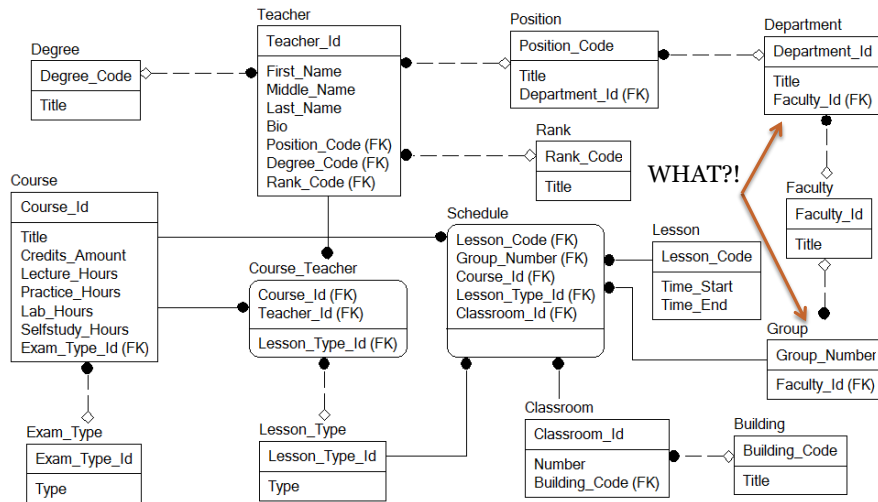 Degree
Degree_Code
Title
Teacher
Teacher_Id
First_Name
Middle_Name
Last_Name
Bio
Position_Code (FK)
Degree_Code (FK)
Rank_Code (FK)
Position
Position_Code
Title
Department_Id (FK)
Department
Department_Id
Title
Faculty_Id (FK)
Rank
Rank_Code
Title
WHAT?!
Faculty
Faculty_Id
Title
Course
Course_Id
Title
Credits_Amount
Lecture_Hours
Practice_Hours
Lab_Hours
Selfstudy_Hours
Exam_Type_Id (FK)
Course_Teacher
Course_Id (FK)
Teacher_Id (FK)
Lesson_Type_Id (FK)
Schedule
Lesson_Code (FK)
Group_Number (FK)
Course_Id (FK)
Lesson_Type_Id (FK)
Classroom_Id (FK)
Lesson
Lesson_Code
Time_Start
Time_End
Group
Group_Number
Faculty_Id (FK)
Exam_Type
Exam_Type_Id
Type
Lesson_Type
Lesson_Type_Id
Type
Classroom
Classroom_Id
Number
Building_Code (FK)
Building
Building_Code
Title